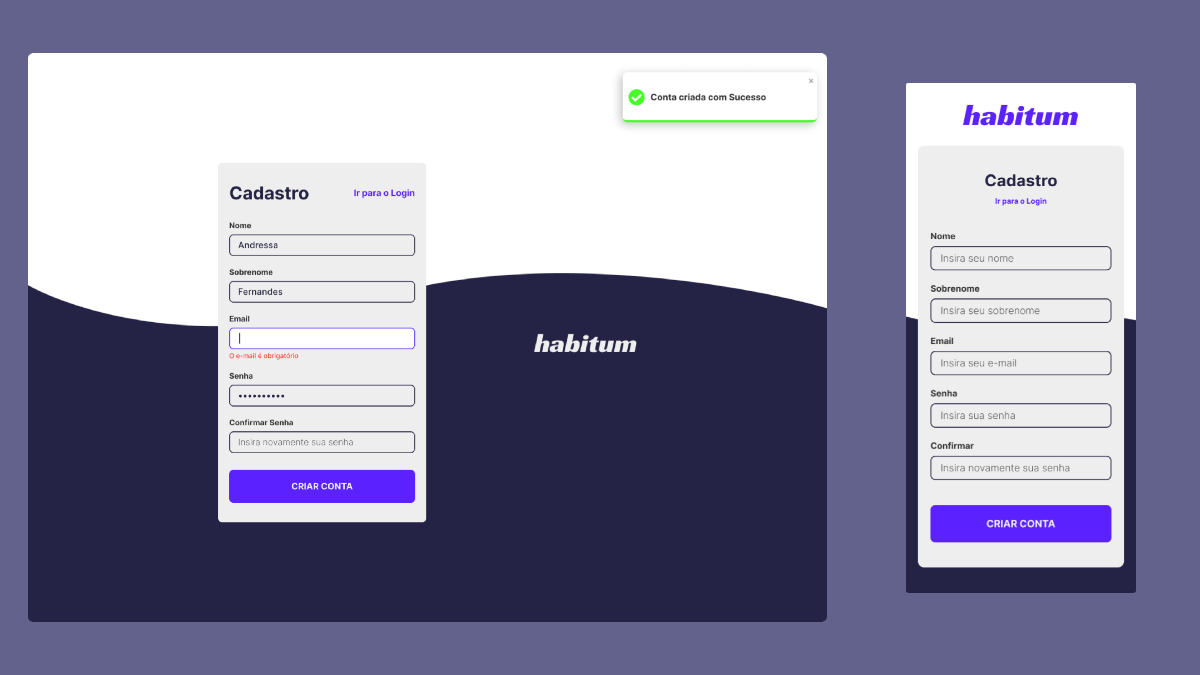 ×
Conta criada com Sucesso
Cadastro
Ir para o Login
Nome
Andressa
Sobrenome
Fernandes
Email
O e-mail é obrigatório
Senha
••••••••••
Confirmar Senha
Insira novamente sua senha
CRIAR CONTA
habitum
habitum
Cadastro
Ir para o Login
Nome
Insira seu nome
Sobrenome
Insira seu sobrenome
Email
Insira seu e-mail
Senha
Insira sua senha
Confirmar
Insira novamente sua senha
CRIAR CONTA